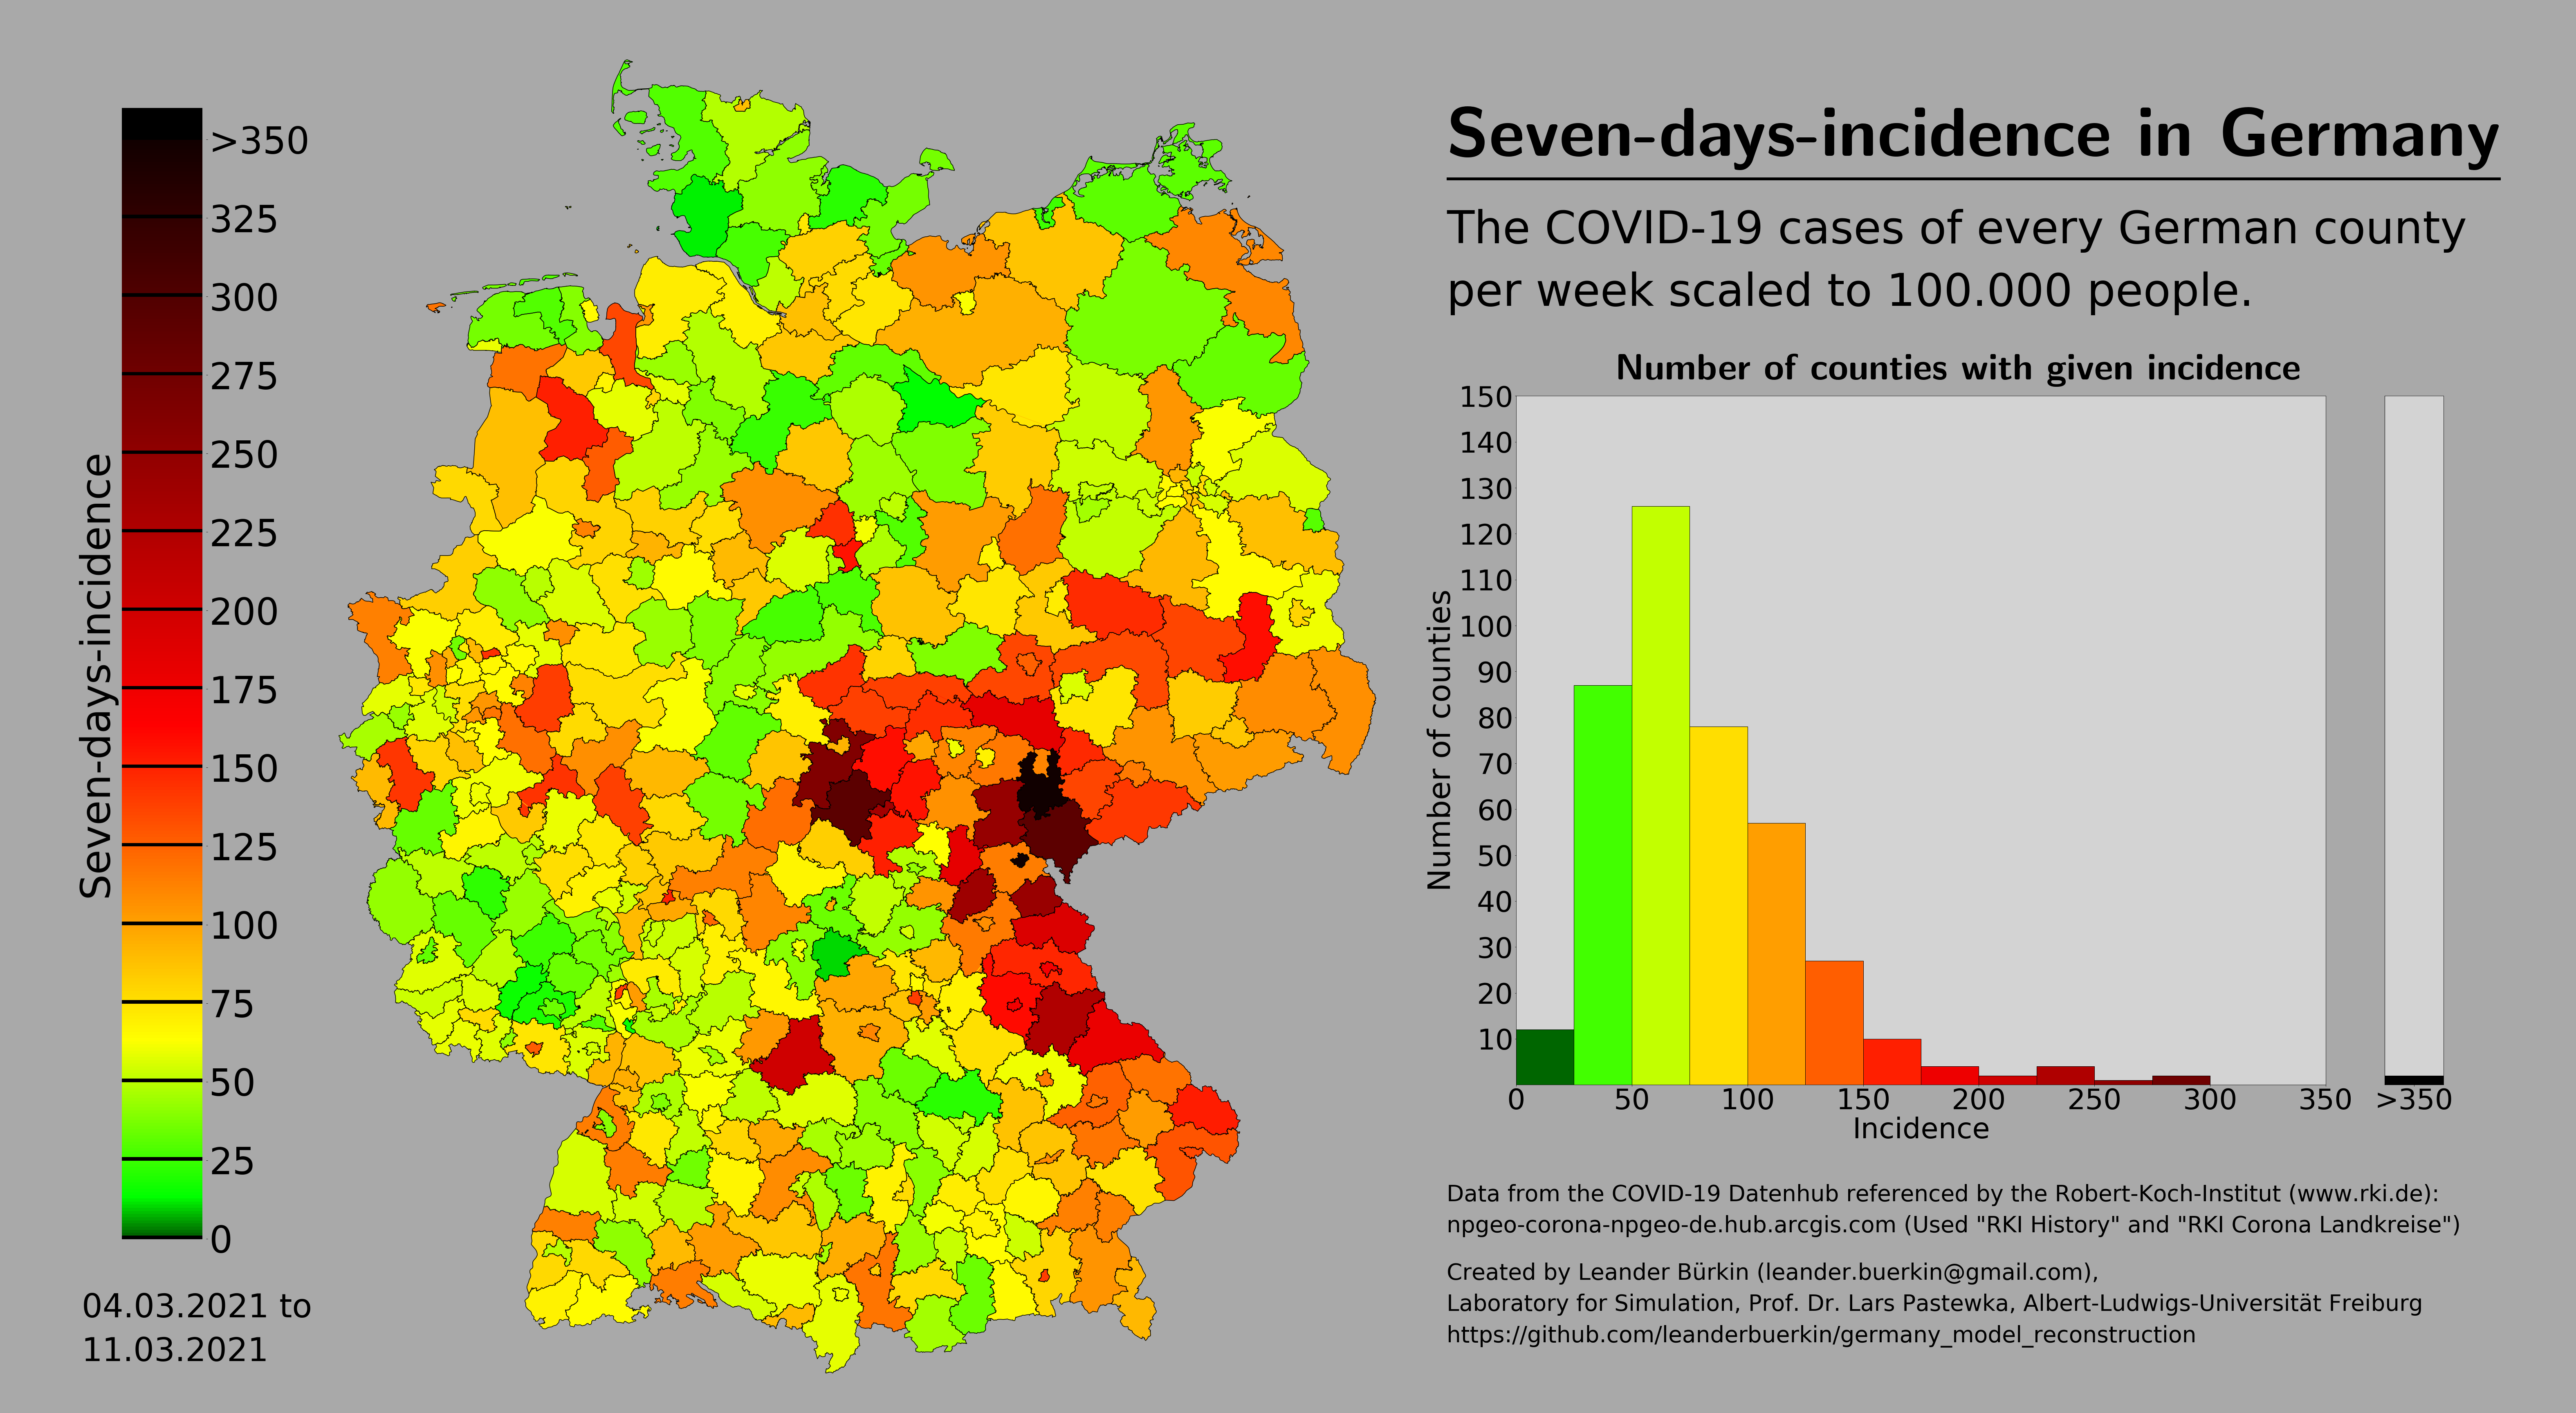 Seven-days-incidence in Germany
The COVID-19 cases of every German county
per week scaled to 100.000 people.
Seven-days-incidence
>350
325
300
275
250
225
200
175
150
125
100
75
50
25
0
04.03.2021 to
11.03.2021
Number of counties with given incidence
Number of counties
150
140
130
120
110
100
90
80
70
60
50
40
30
20
10
0 50 100 150 200 250 300 350 >350
Incidence
Data from the COVID-19 Datenhub referenced by the Robert-Koch-Institut (www.rki.de):
npgeo-corona-npgeo-de.hub.arcgis.com (Used "RKI History" and "RKI Corona Landkreise")
Created by Leander Bürkin (leander.buerkin@gmail.com),
Laboratory for Simulation, Prof. Dr. Lars Pastewka, Albert-Ludwigs-Universität Freiburg
https://github.com/leanderbuerkin/germany_model_reconstruction